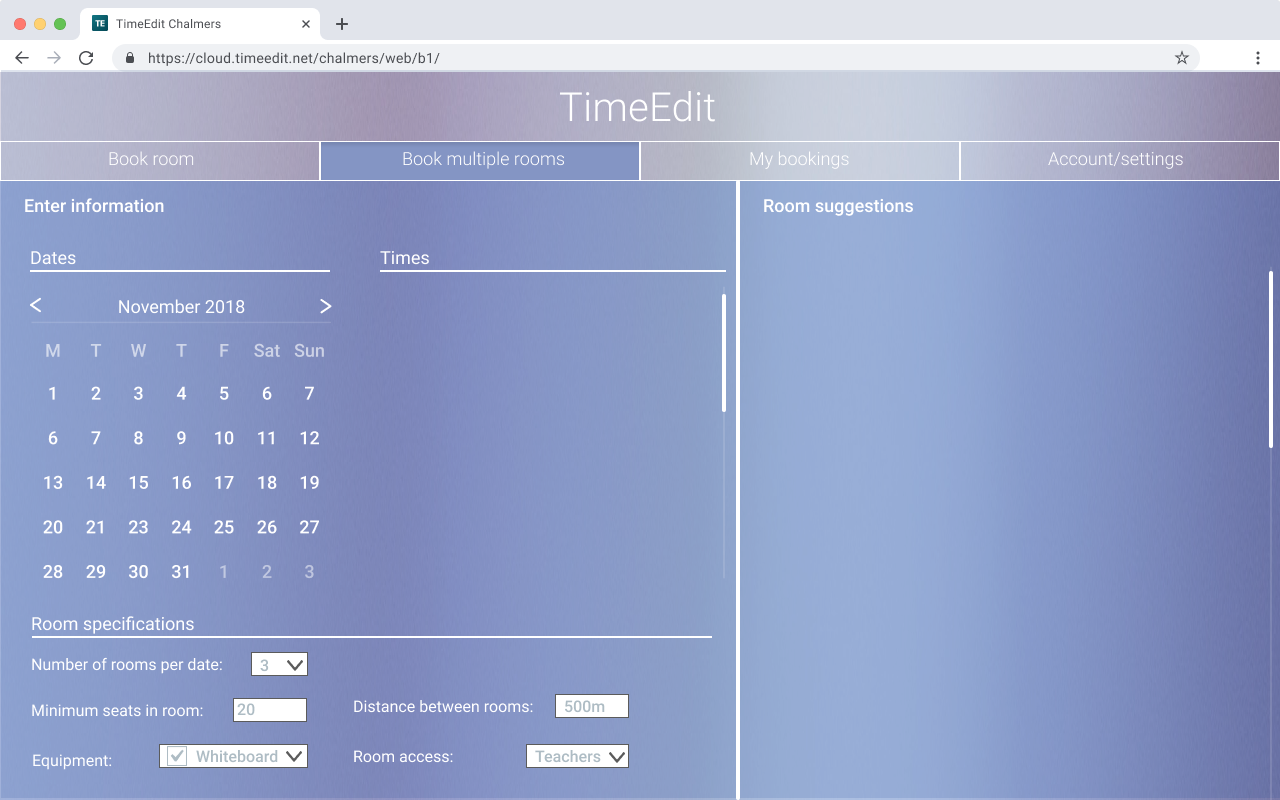 TE TimeEdit Chalmers
https://cloud.timeedit.net/chalmers/web/b1/
TimeEdit
Book room Book multiple rooms My bookings Account/settings
Enter information
Room suggestions
Dates
Times
November 2018
M T W T F Sat Sun
1 2 3 4 5 6 7
6 7 8 9 10 11 12
13 14 15 16 17 18 19
20 21 23 24 25 26 27
28 29 30 31 1 2 3
Room specifications
Number of rooms per date: 3
Minimum seats in room: 20
Distance between rooms: 500m
Equipment: Whiteboard
Room access: Teachers